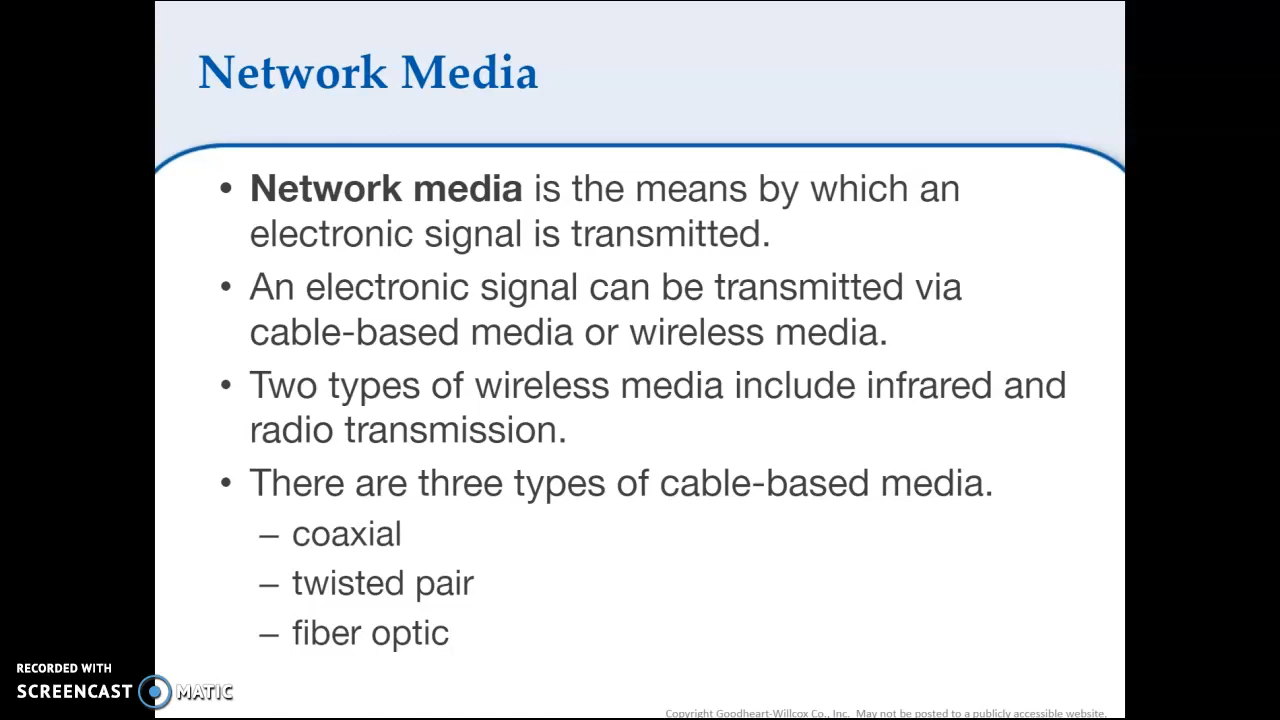 Network Media
• Network media is the means by which an
electronic signal is transmitted.
• An electronic signal can be transmitted via
cable-based media or wireless media.
• Two types of wireless media include infrared and
radio transmission.
• There are three types of cable-based media.
– coaxial
– twisted pair
– fiber optic
RECORDED WITH
SCREENCAST MATIC
Copyright Goodheart-Willcox Co., Inc. May not be posted to a publicly accessible website.